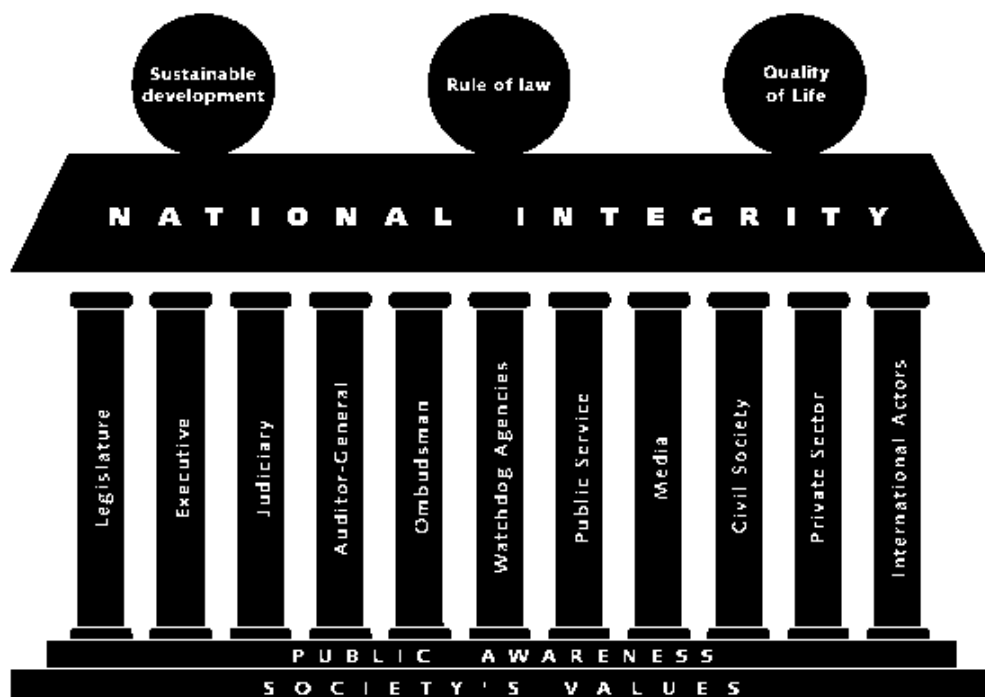 Sustainable
development
Rule of law
Quality
of Life
NATIONAL INTEGRITY
Legislature
Executive
Judiciary
Auditor-General
Ombudsman
Watchdog Agencies
Public Service
Media
Civil Society
Private Sector
International Actors
PUBLIC AWARENESS
SOCIETY'S VALUES